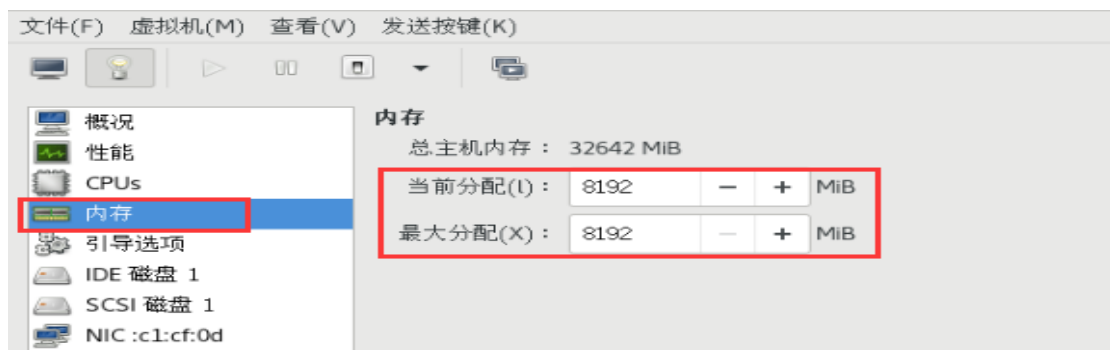 文件(F) 虚拟机(M) 查看(V) 发送按键(K)
概况
性能
CPUs
内存
引导选项
IDE 磁盘 1
SCSI 磁盘 1
NIC :c1:cf:0d
内存
总主机内存： 32642 MiB
当前分配(l)： 8192 − + MiB
最大分配(X)： 8192 − + MiB